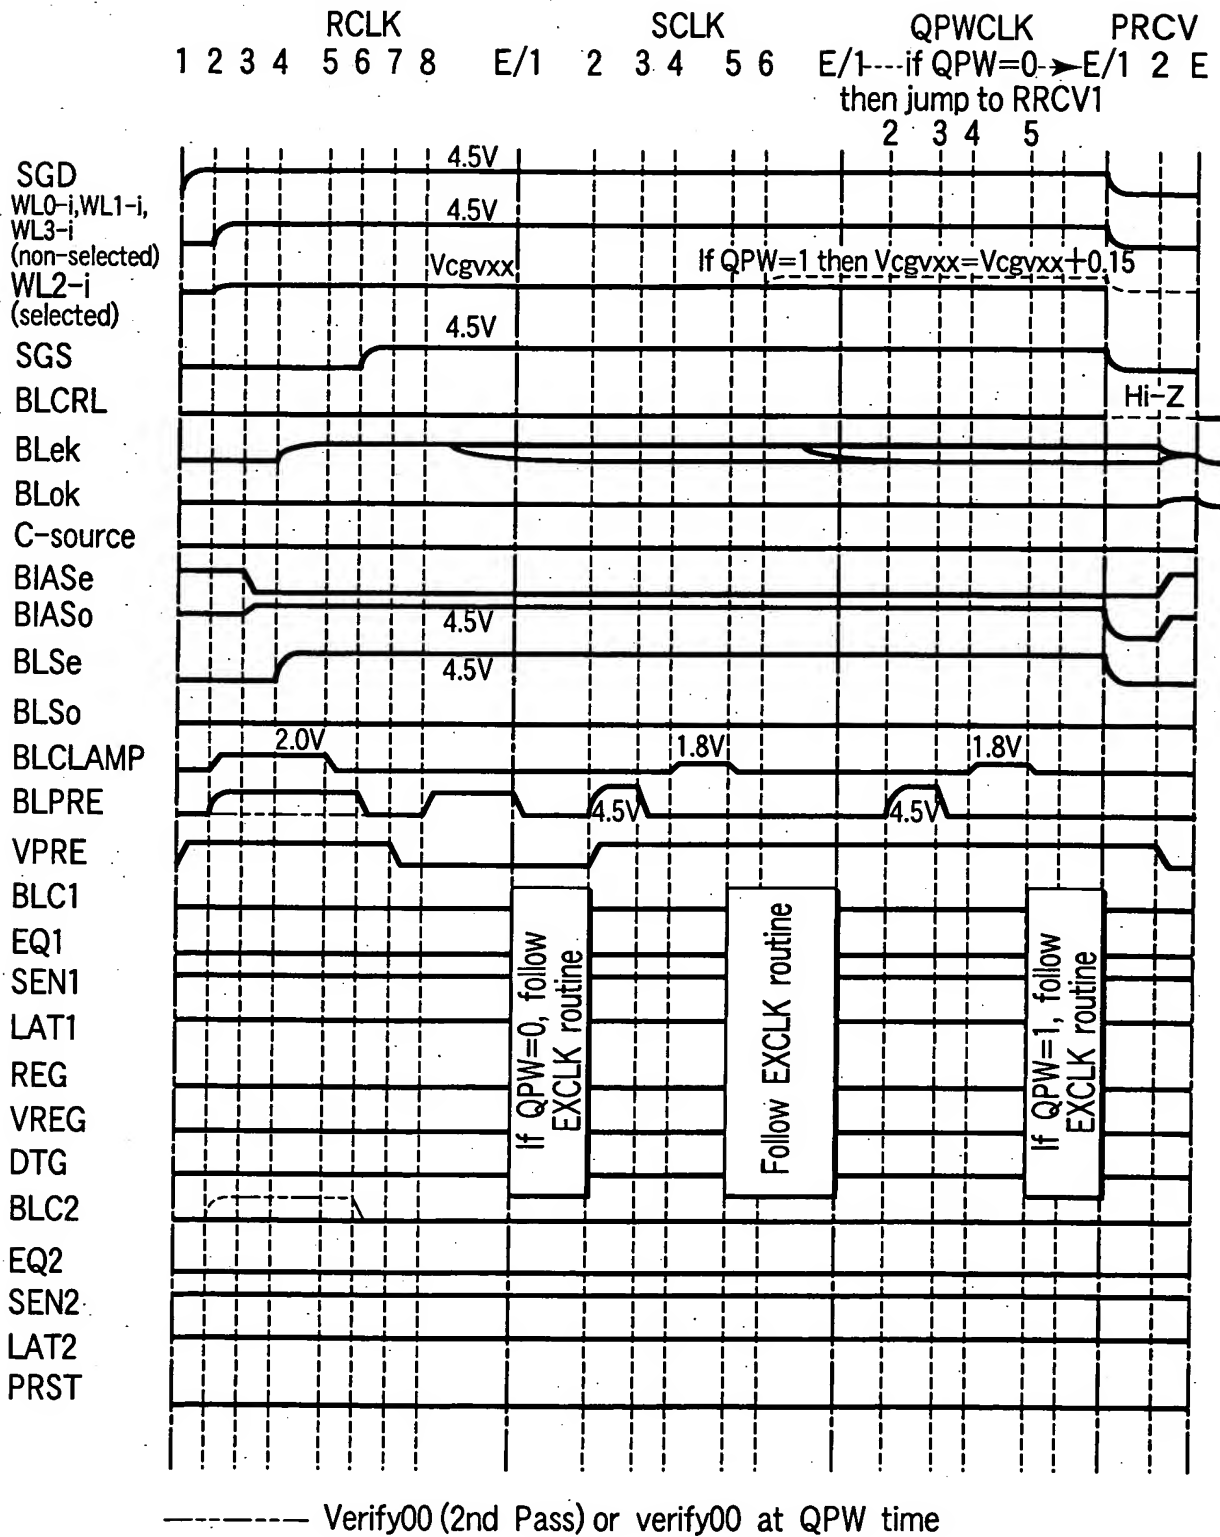 RCLK SCLK QPWCLK PRCV
1 2 3 4 5 6 7 8 E/1 2 3 4 5 6 E/1----if QPW=0-->E/1 2 E
then jump to RRCV1
2 3 4 5
SGD 4.5V
WL0-i,WL1-i,
WL3-i 4.5V
(non-selected)
Vcgvxx If QPW=1 then Vcgvxx=Vcgvxx+0.15
WL2-i
(selected)
SGS 4.5V
BLCRL Hi-Z
BLek
BLok
C-source
BIASe
BIASo 4.5V
BLSe 4.5V
BLSo
BLCLAMP 2.0V 1.8V 1.8V
BLPRE 4.5V 4.5V
VPRE
BLC1
EQ1
SEN1
LAT1
REG
VREG
DTG
BLC2
EQ2
SEN2
LAT2
PRST
If QPW=0, follow
EXCLK routine
Follow EXCLK routine
If QPW=1, follow
EXCLK routine
Verify00 (2nd Pass) or verify00 at QPW time